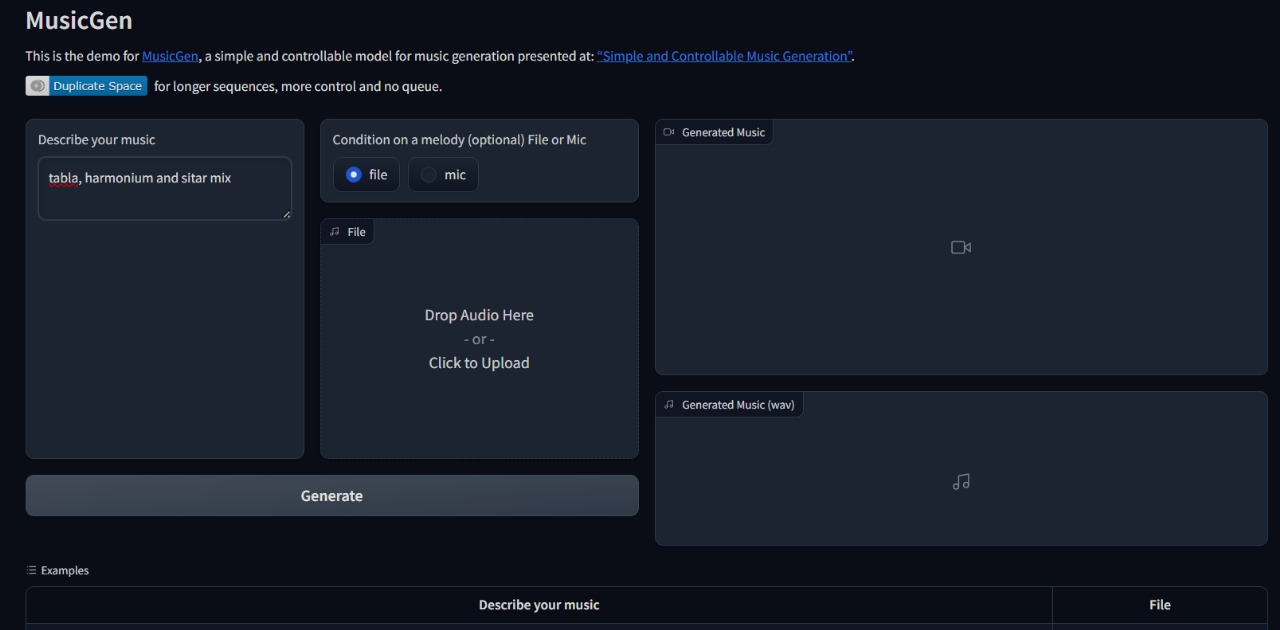 MusicGen
This is the demo for MusicGen, a simple and controllable model for music generation presented at: “Simple and Controllable Music Generation”.
Duplicate Space for longer sequences, more control and no queue.
Describe your music
tabla, harmonium and sitar mix
Condition on a melody (optional) File or Mic
file mic
File
Drop Audio Here
- or -
Click to Upload
Generate
Generated Music
Generated Music (wav)
Examples
Describe your music File